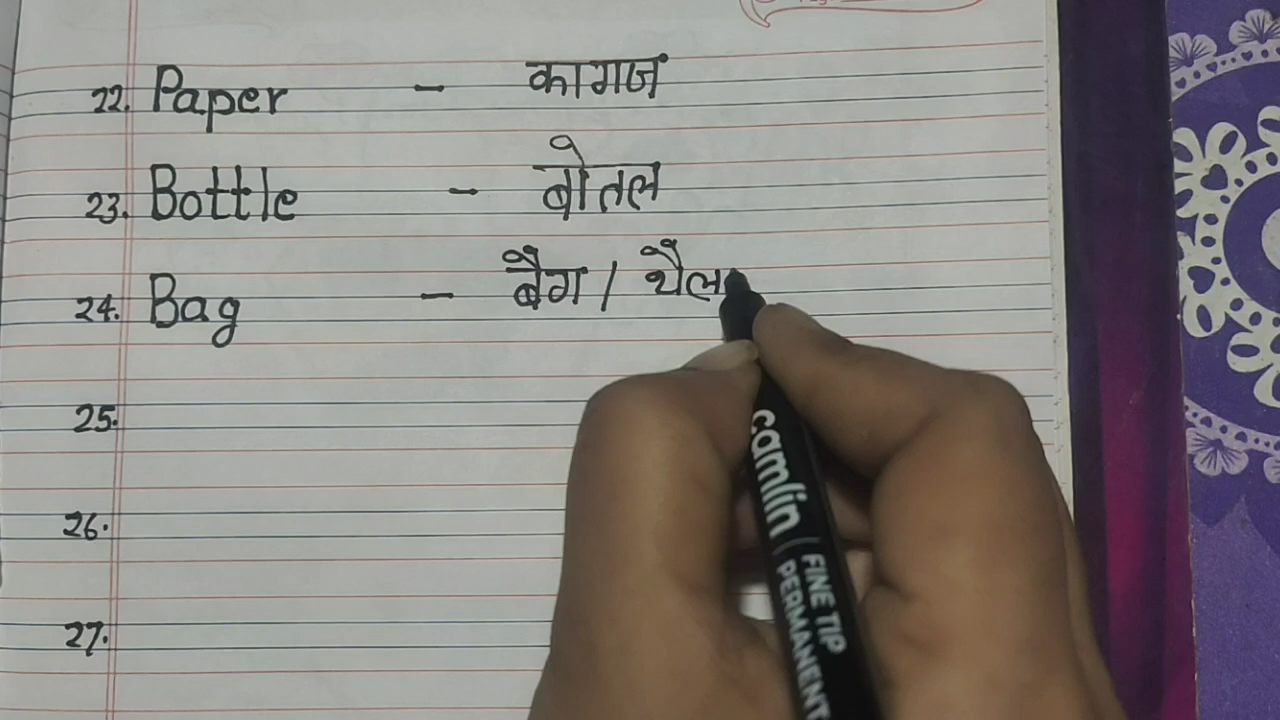 22. Paper - कागज
23. Bottle - बोतल
24. Bag - बैग / थैल
25.
26.
27.
camlin FINE TIP PERMANENT